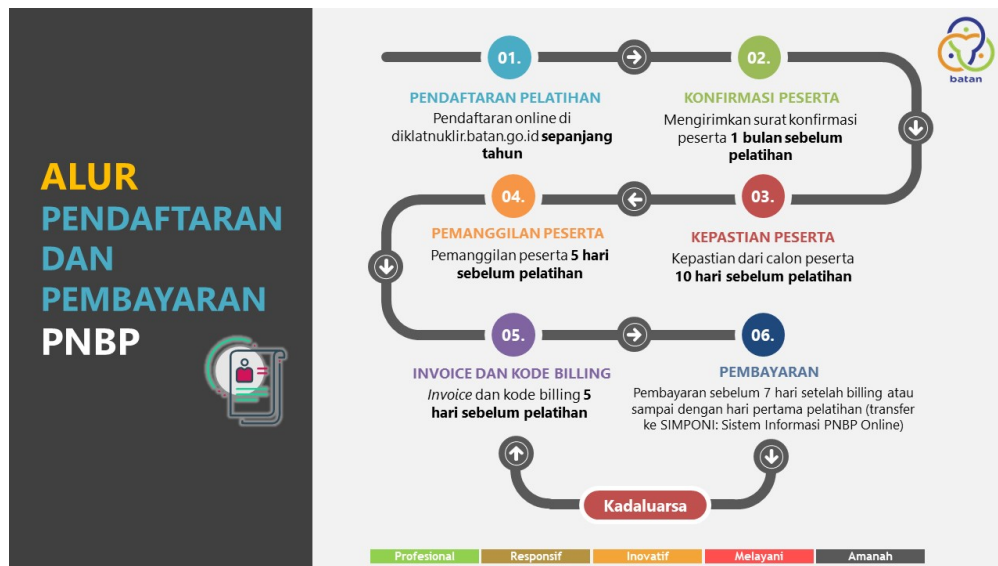 ALUR
PENDAFTARAN
DAN
PEMBAYARAN
PNBP
batan
01.
PENDAFTARAN PELATIHAN
Pendaftaran online di
diklatnuklir.batan.go.id sepanjang
tahun
02.
KONFIRMASI PESERTA
Mengirimkan surat konfirmasi
peserta 1 bulan sebelum
pelatihan
03.
KEPASTIAN PESERTA
Kepastian dari calon peserta
10 hari sebelum pelatihan
04.
PEMANGGILAN PESERTA
Pemanggilan peserta 5 hari
sebelum pelatihan
05.
INVOICE DAN KODE BILLING
Invoice dan kode billing 5
hari sebelum pelatihan
06.
PEMBAYARAN
Pembayaran sebelum 7 hari setelah billing atau
sampai dengan hari pertama pelatihan (transfer
ke SIMPONI: Sistem Informasi PNBP Online)
Kadaluarsa
Profesional
Responsif
Inovatif
Melayani
Amanah